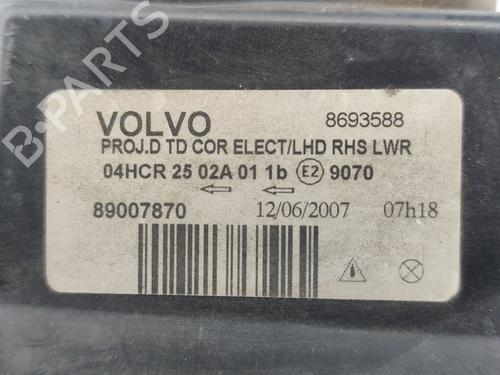 VOLVO 8693588
PROJ.D TD COR ELECT/LHD RHS LWR
04HCR 25 02A 01 1b E2 9070
89007870 12/06/2007 07h18
B-PARTS